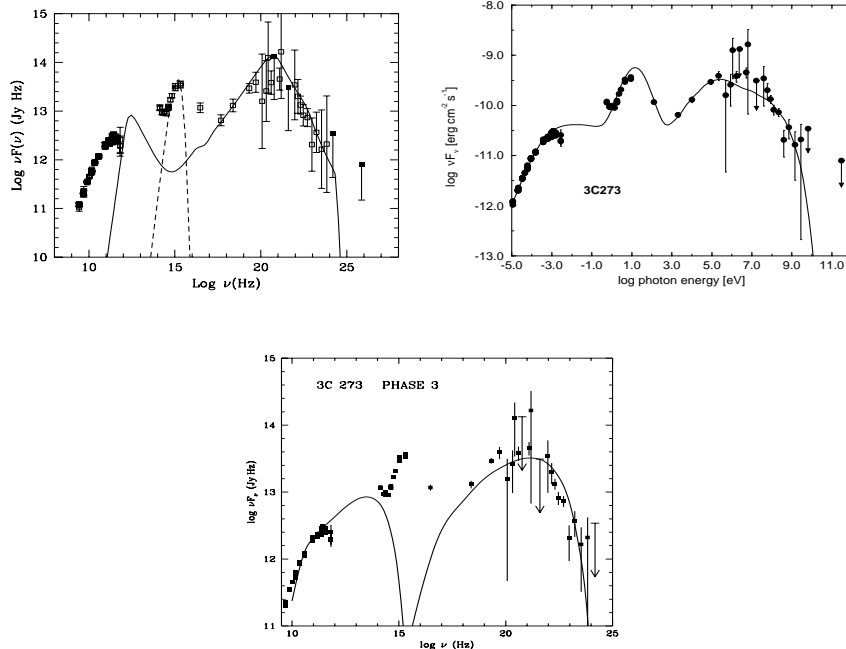 15
14
13
12
11
10
Log νF(ν) (Jy Hz)
10 15 20 25
Log ν(Hz)
-8.0
-9.0
-10.0
-11.0
-12.0
-13.0
log νFν [erg cm-2 s-1]
3C273
-5.0 -3.0 -1.0 1.0 3.0 5.0 7.0 9.0 11.0
log photon energy [eV]
3C 273 PHASE 3
15
14
13
12
11
log νFν (Jy Hz)
10 15 20 25
log ν (Hz)